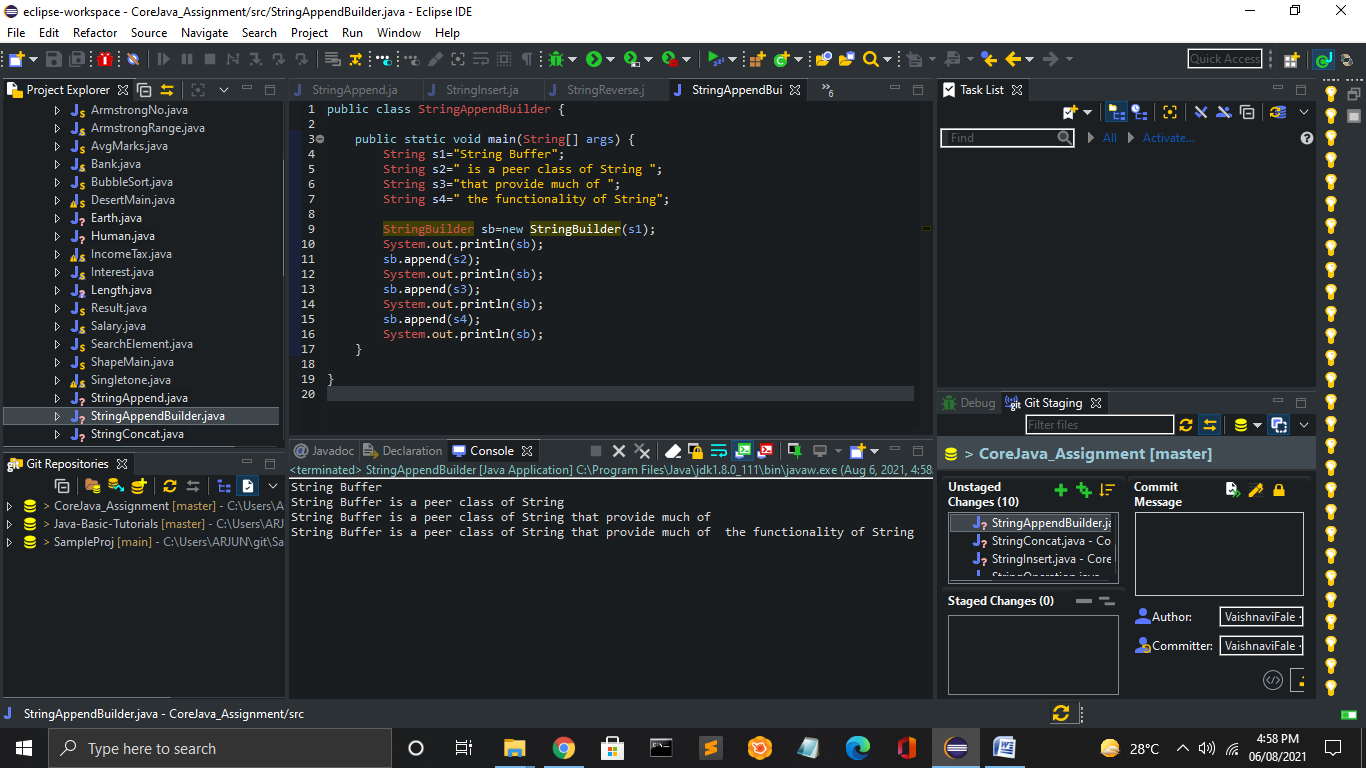 eclipse-workspace - CoreJava_Assignment/src/StringAppendBuilder.java - Eclipse IDE
File Edit Refactor Source Navigate Search Project Run Window Help
Quick Access
Project Explorer
ArmstrongNo.java
ArmstrongRange.java
AvgMarks.java
Bank.java
BubbleSort.java
DesertMain.java
Earth.java
Human.java
IncomeTax.java
Interest.java
Length.java
Result.java
Salary.java
SearchElement.java
ShapeMain.java
Singletone.java
StringAppend.java
StringAppendBuilder.java
StringConcat.java
Git Repositories
> CoreJava_Assignment [master] - C:\Users\A
> Java-Basic-Tutorials [master] - C:\Users\ARJ
> SampleProj [main] - C:\Users\ARJUN\git\Sa
StringAppend.ja StringInsert.ja StringReverse.j StringAppendBui 6
1 public class StringAppendBuilder {
2
3 public static void main(String[] args) {
4 String s1="String Buffer";
5 String s2=" is a peer class of String ";
6 String s3="that provide much of ";
7 String s4=" the functionality of String";
8
9 StringBuilder sb=new StringBuilder(s1);
10 System.out.println(sb);
11 sb.append(s2);
12 System.out.println(sb);
13 sb.append(s3);
14 System.out.println(sb);
15 sb.append(s4);
16 System.out.println(sb);
17 }
18
19 }
20
Javadoc Declaration Console
<terminated> StringAppendBuilder [Java Application] C:\Program Files\Java\jdk1.8.0_111\bin\javaw.exe (Aug 6, 2021, 4:58
String Buffer
String Buffer is a peer class of String
String Buffer is a peer class of String that provide much of
String Buffer is a peer class of String that provide much of  the functionality of String
Task List
Find All Activate...
Debug Git Staging
Filter files
> CoreJava_Assignment [master]
Unstaged Changes (10)
StringAppendBuilder.ja
StringConcat.java - Co
StringInsert.java - Core
StringOperation.java
Staged Changes (0)
Commit Message
Author: VaishnaviFale
Committer: VaishnaviFale
StringAppendBuilder.java - CoreJava_Assignment/src
Type here to search
28°C
4:58 PM
06/08/2021